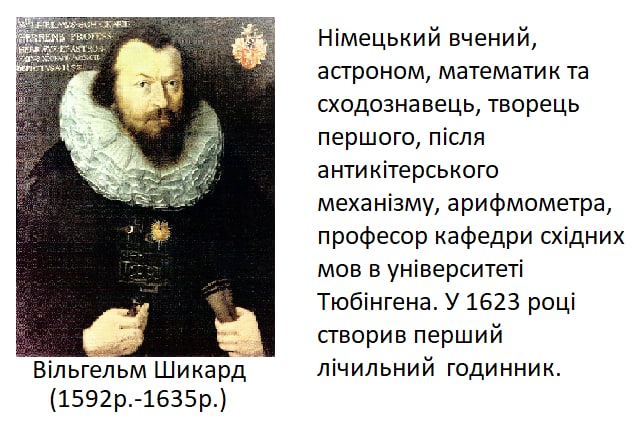 Німецький вчений,
астроном, математик та
сходознавець, творець
першого, після
антикітерського
механізму, арифмометра,
професор кафедри східних
мов в університеті
Тюбінгена. У 1623 році
створив перший
лічильний годинник.
Вільгельм Шикард
(1592р.-1635р.)